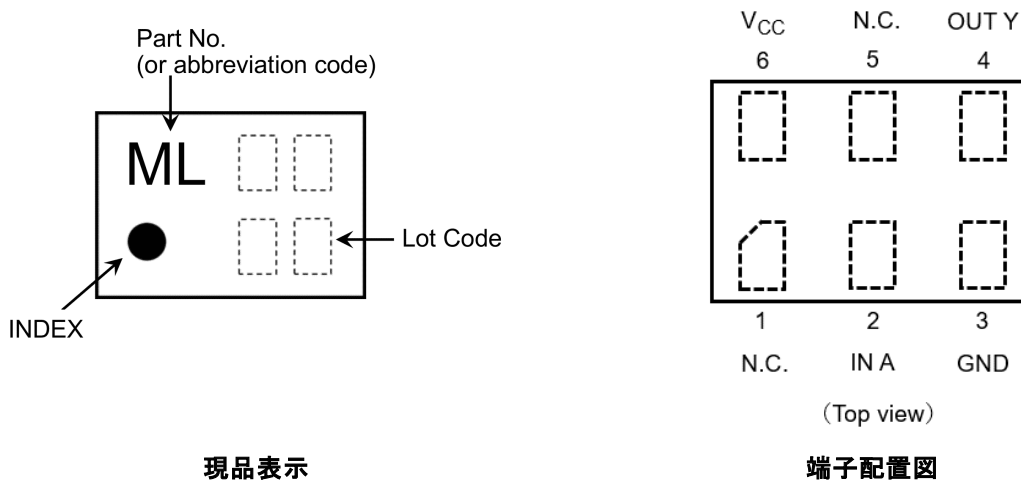 Part No.
(or abbreviation code)
ML
Lot Code
INDEX
現品表示
VCC N.C. OUT Y
6 5 4
1 2 3
N.C. IN A GND
（Top view）
端子配置図